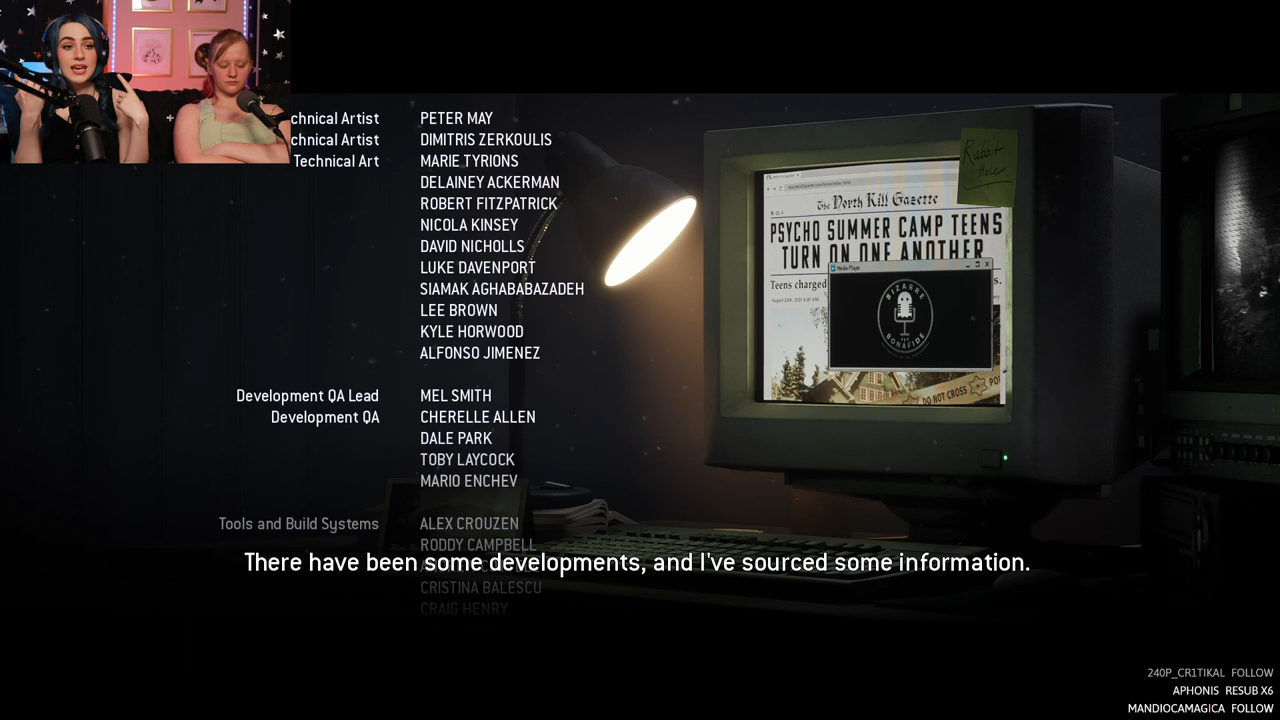 chnical Artist PETER MAY
chnical Artist DIMITRIS ZERKOULIS
Technical Art MARIE TYRIONS
DELAINEY ACKERMAN
ROBERT FITZPATRICK
NICOLA KINSEY
DAVID NICHOLLS
LUKE DAVENPORT
SIAMAK AGHABABAZADEH
LEE BROWN
KYLE HORWOOD
ALFONSO JIMENEZ
Development QA Lead MEL SMITH
Development QA CHERELLE ALLEN
DALE PARK
TOBY LAYCOCK
MARIO ENCHEV
Tools and Build Systems ALEX CROUZEN
RODDY CAMPBELL
CRISTINA BALESCU
CRAIG HENRY
There have been some developments, and I've sourced some information.
Rabbit
Hole
The North Kill Gazette
PSYCHO SUMMER CAMP TEENS
TURN ON ONE ANOTHER
Teens charged
Media Player
BIZARRE
YET
BONAFIDE
DO NOT CROSS
240P_CR1TIKAL FOLLOW
APHONIS RESUB X6
MANDIOCAMAGICA FOLLOW